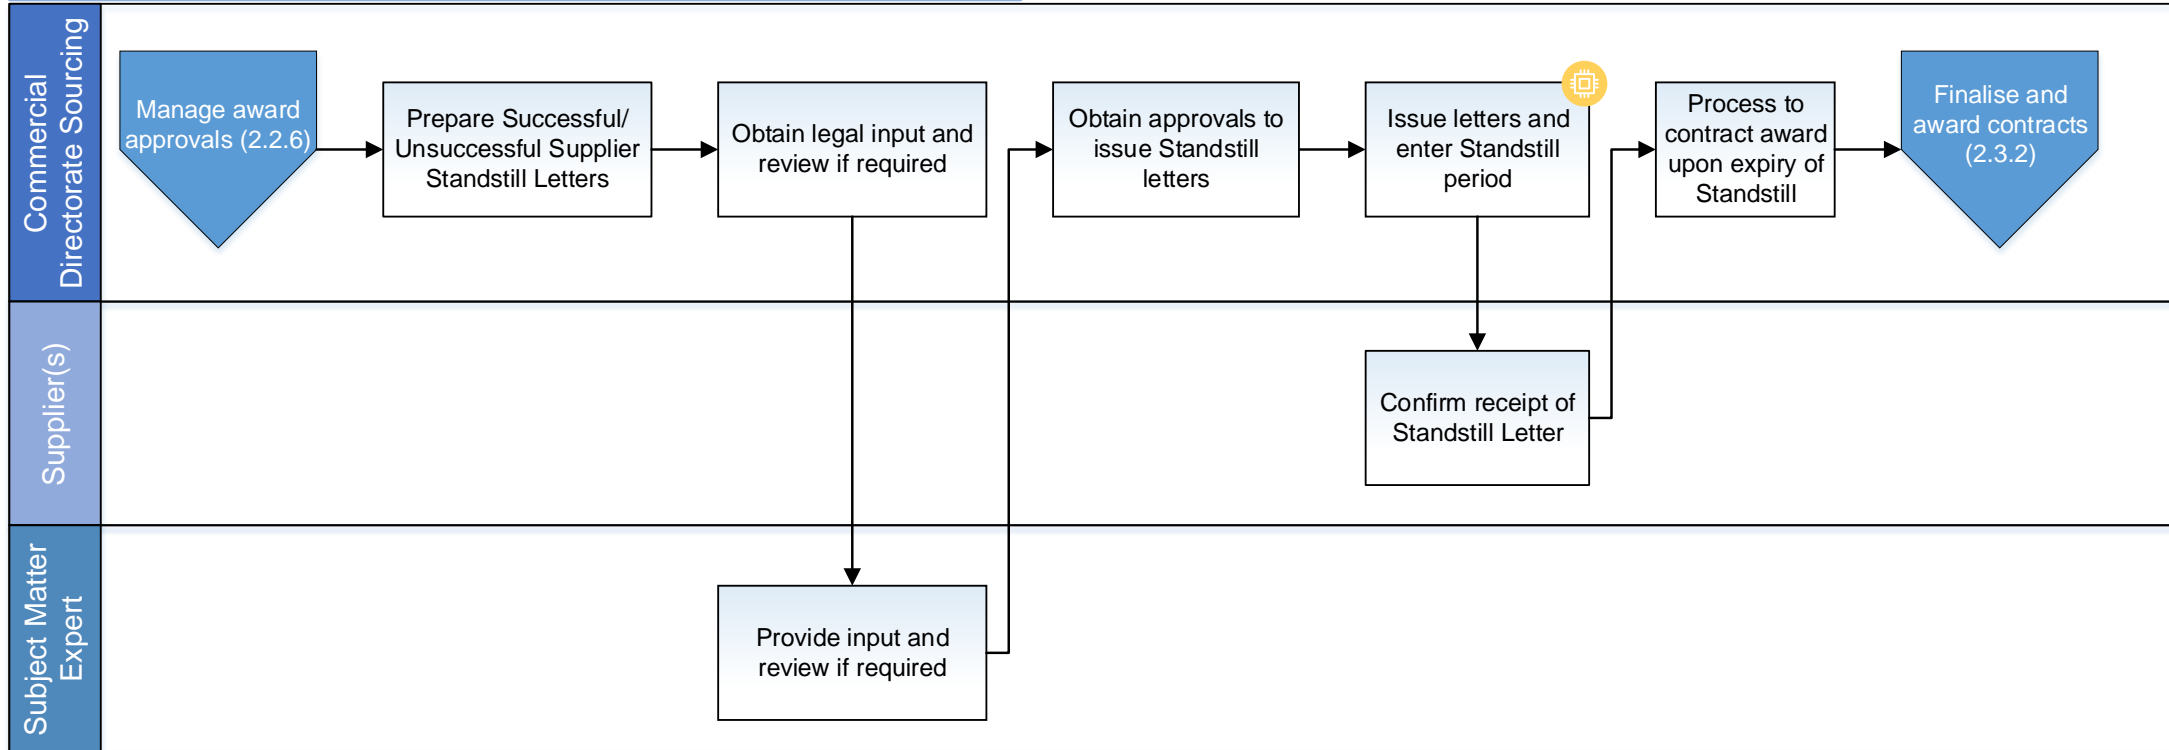 Commercial
Directorate Sourcing
Manage award
approvals (2.2.6)
Prepare Successful/
Unsuccessful Supplier
Standstill Letters
Obtain legal input and
review if required
Obtain approvals to
issue Standstill
letters
Issue letters and
enter Standstill
period
Process to
contract award
upon expiry of
Standstill
Finalise and
award contracts
(2.3.2)
Supplier(s)
Confirm receipt of
Standstill Letter
Subject Matter
Expert
Provide input and
review if required